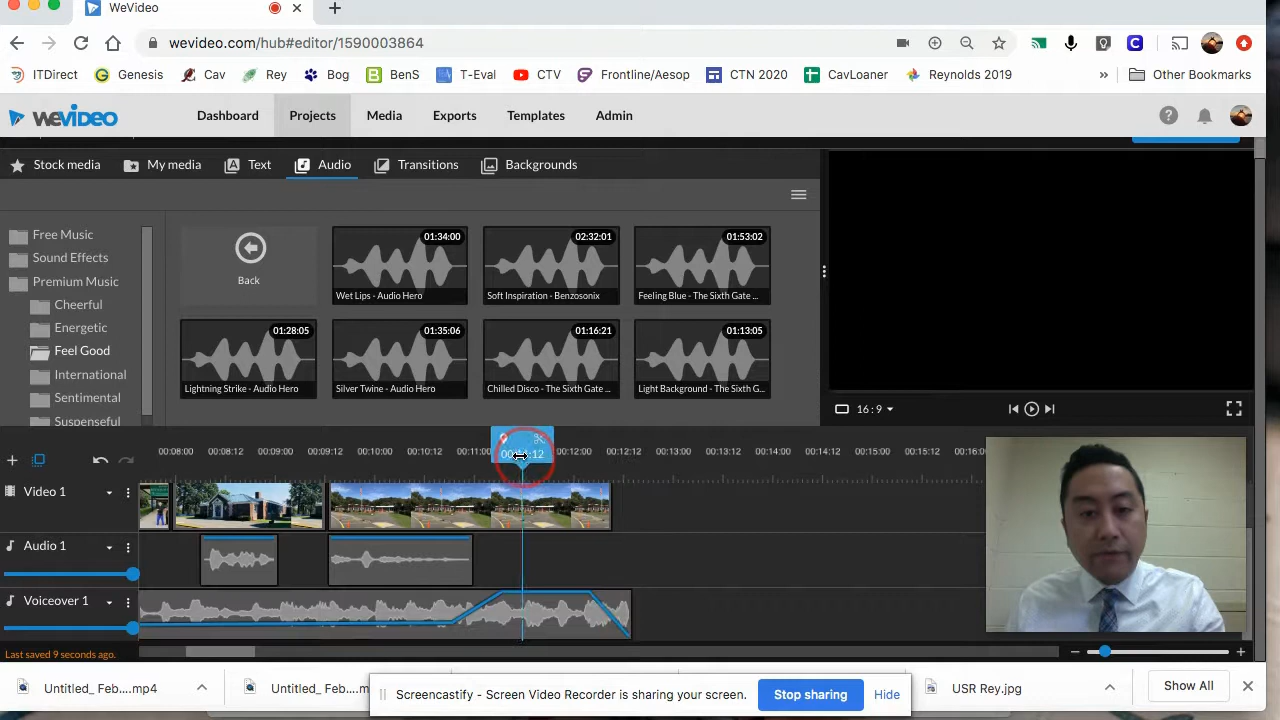 WeVideo
wevideo.com/hub#editor/1590003864
ITDirect Genesis Cav Rey Bog BenS T-Eval CTV Frontline/Aesop CTN 2020 CavLoaner Reynolds 2019 » Other Bookmarks
WEVIDEO Dashboard Projects Media Exports Templates Admin
Stock media My media Text Audio Transitions Backgrounds
Free Music
Sound Effects
Premium Music
Cheerful
Energetic
Feel Good
International
Sentimental
Suspenseful
Back
01:34:00 02:32:01 01:53:02
Wet Lips - Audio Hero Soft Inspiration - Benzosonix Feeling Blue - The Sixth Gate ...
01:28:05 01:35:06 01:16:21 01:13:05
Lightning Strike - Audio Hero Silver Twine - Audio Hero Chilled Disco - The Sixth Gate ... Light Background - The Sixth G...
16:9
00:08:00 00:08:12 00:09:00 00:09:12 00:10:00 00:10:12 00:11:00 00:12:00 00:12:12 00:13:00 00:13:12 00:14:00 00:14:12 00:15:00 00:15:12 00:16
Video 1
Audio 1
Voiceover 1
Last saved 9 seconds ago.
Untitled_ Feb....mp4 Untitled_ Feb....m USR Rey.jpg Show All
Screencastify - Screen Video Recorder is sharing your screen. Stop sharing Hide